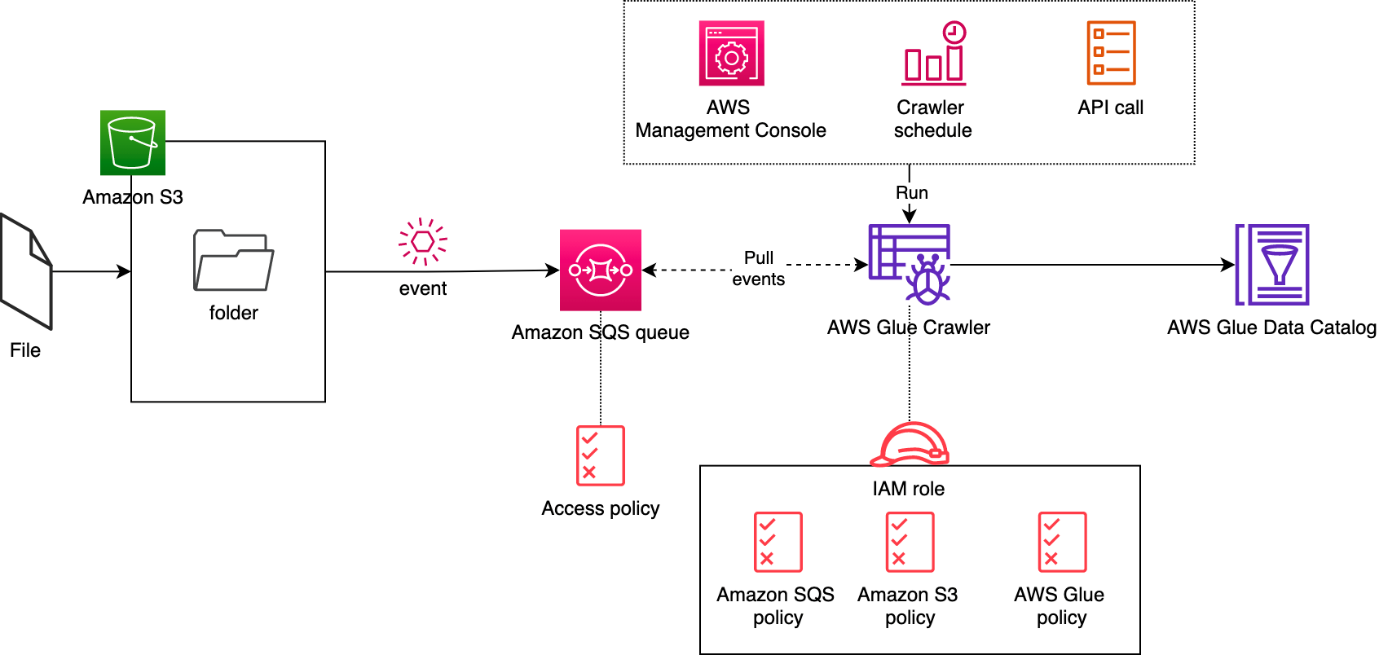 AWS
Management Console
Crawler
schedule
API call
Run
Amazon S3
File
folder
event
Amazon SQS queue
Pull
events
AWS Glue Crawler
AWS Glue Data Catalog
Access policy
IAM role
Amazon SQS
policy
Amazon S3
policy
AWS Glue
policy